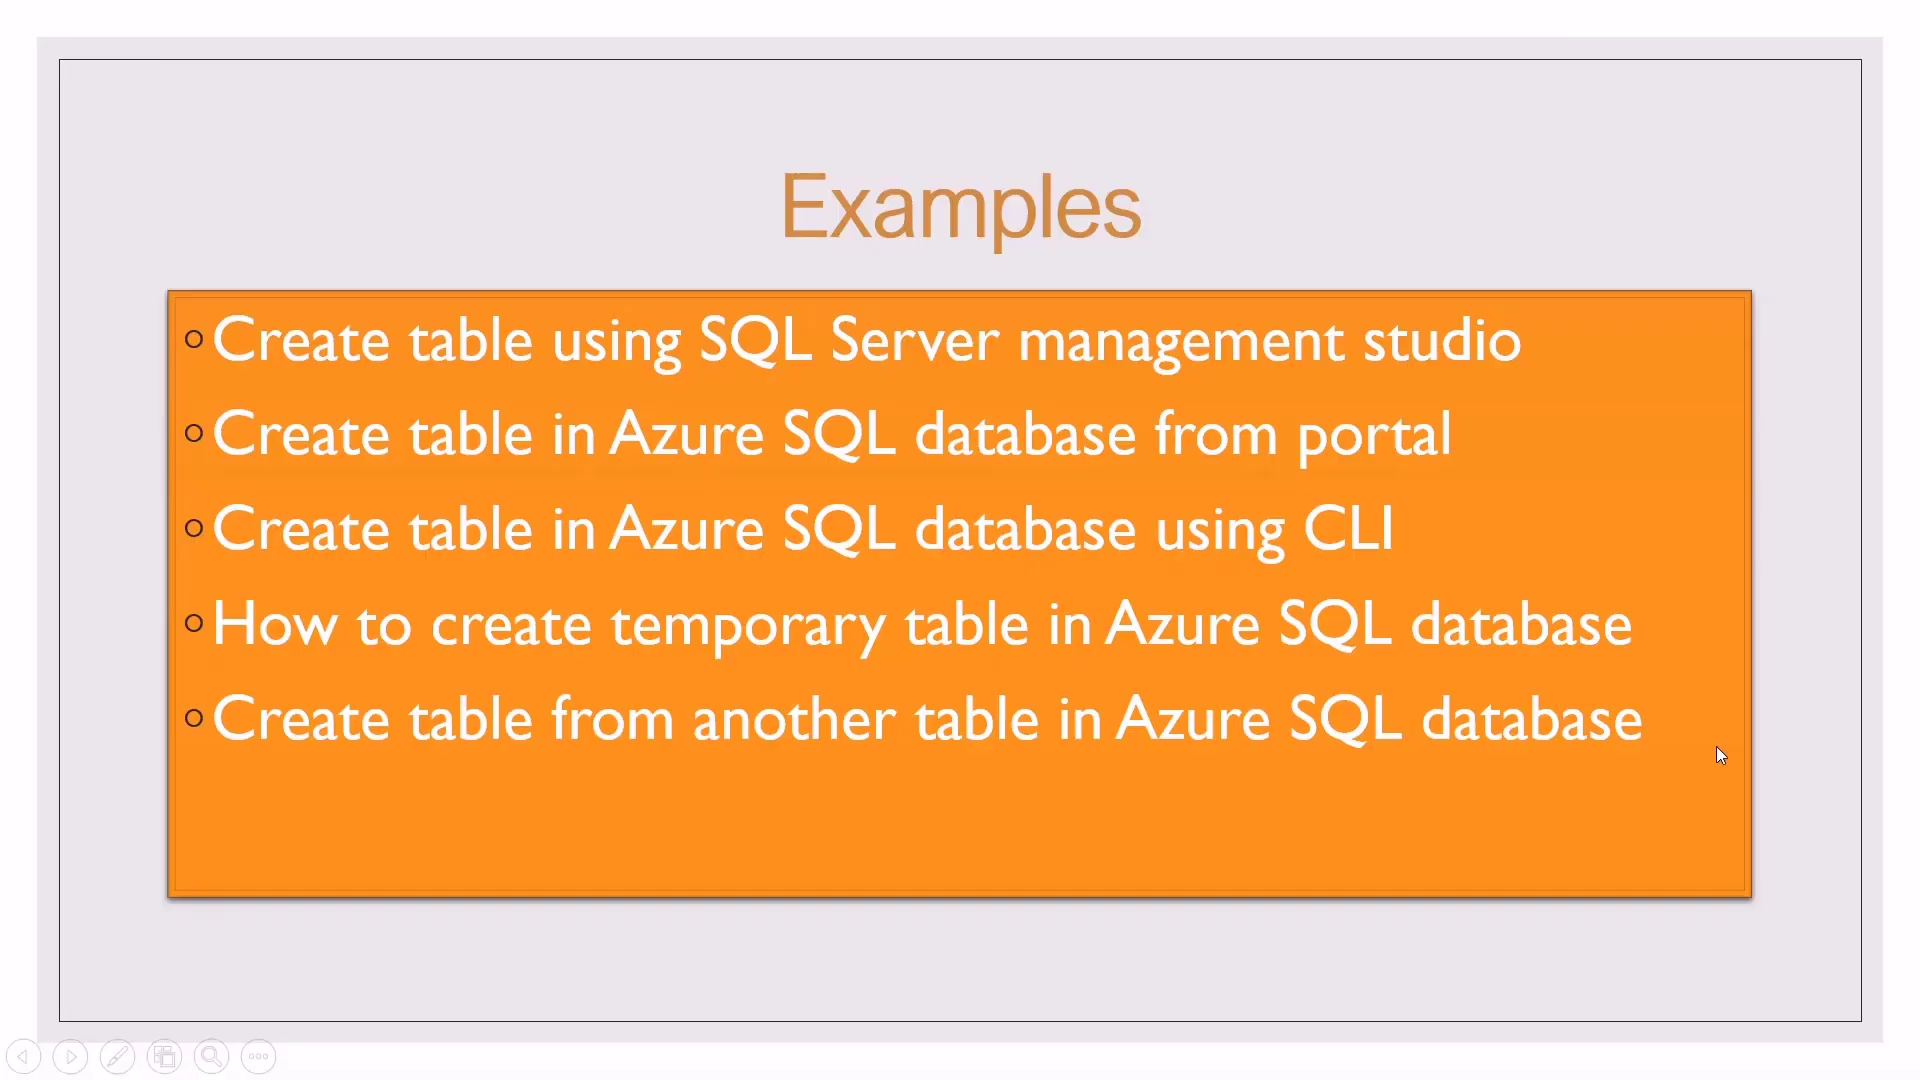 Examples
Create table using SQL Server management studio
Create table in Azure SQL database from portal
Create table in Azure SQL database using CLI
How to create temporary table in Azure SQL database
Create table from another table in Azure SQL database